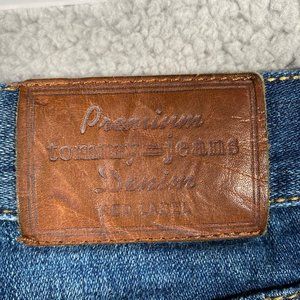 Premium
tommy jeans
Denim
RED LABEL